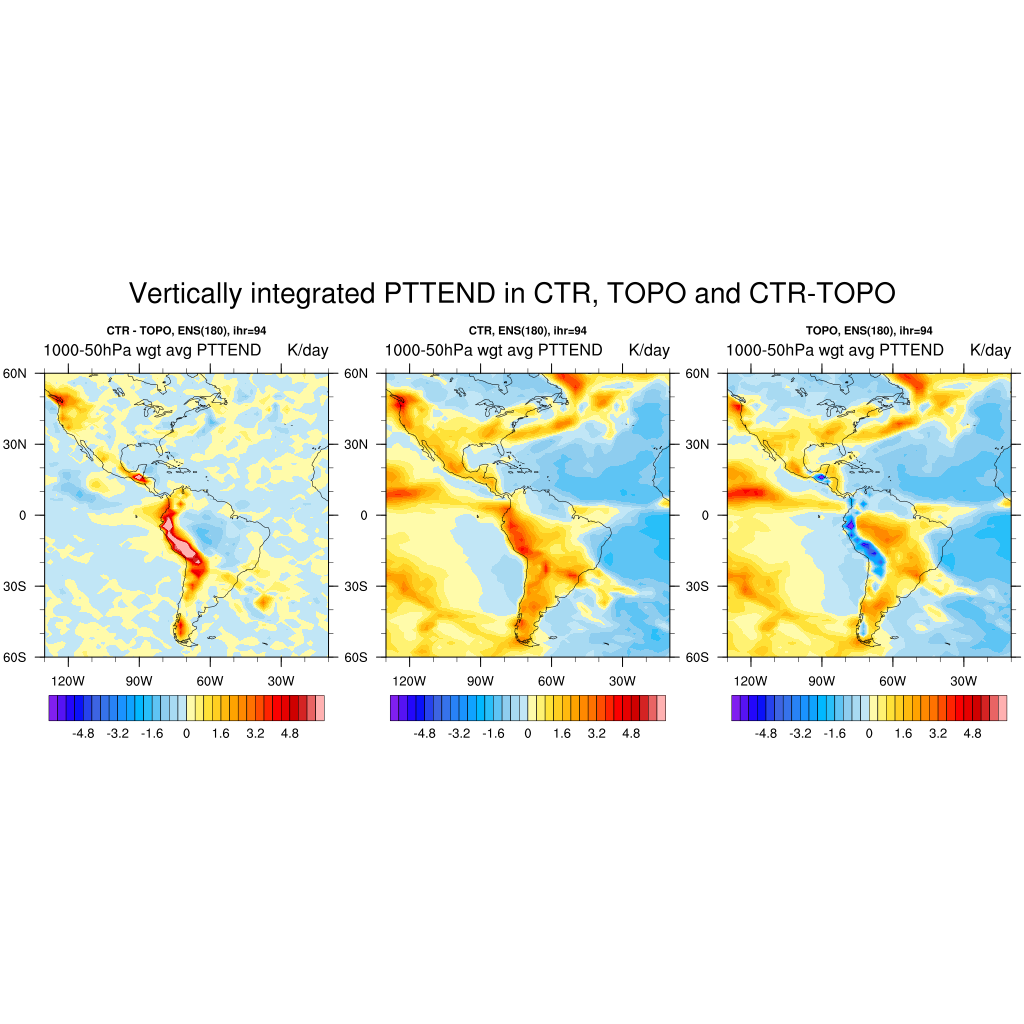 Vertically integrated PTTEND in CTR, TOPO and CTR-TOPO
CTR - TOPO, ENS(180), ihr=94
1000-50hPa wgt avg PTTEND K/day
60N
30N
0
30S
60S
120W 90W 60W 30W
-4.8 -3.2 -1.6 0 1.6 3.2 4.8
CTR, ENS(180), ihr=94
1000-50hPa wgt avg PTTEND K/day
60N
30N
0
30S
60S
120W 90W 60W 30W
-4.8 -3.2 -1.6 0 1.6 3.2 4.8
TOPO, ENS(180), ihr=94
1000-50hPa wgt avg PTTEND K/day
60N
30N
0
30S
60S
120W 90W 60W 30W
-4.8 -3.2 -1.6 0 1.6 3.2 4.8